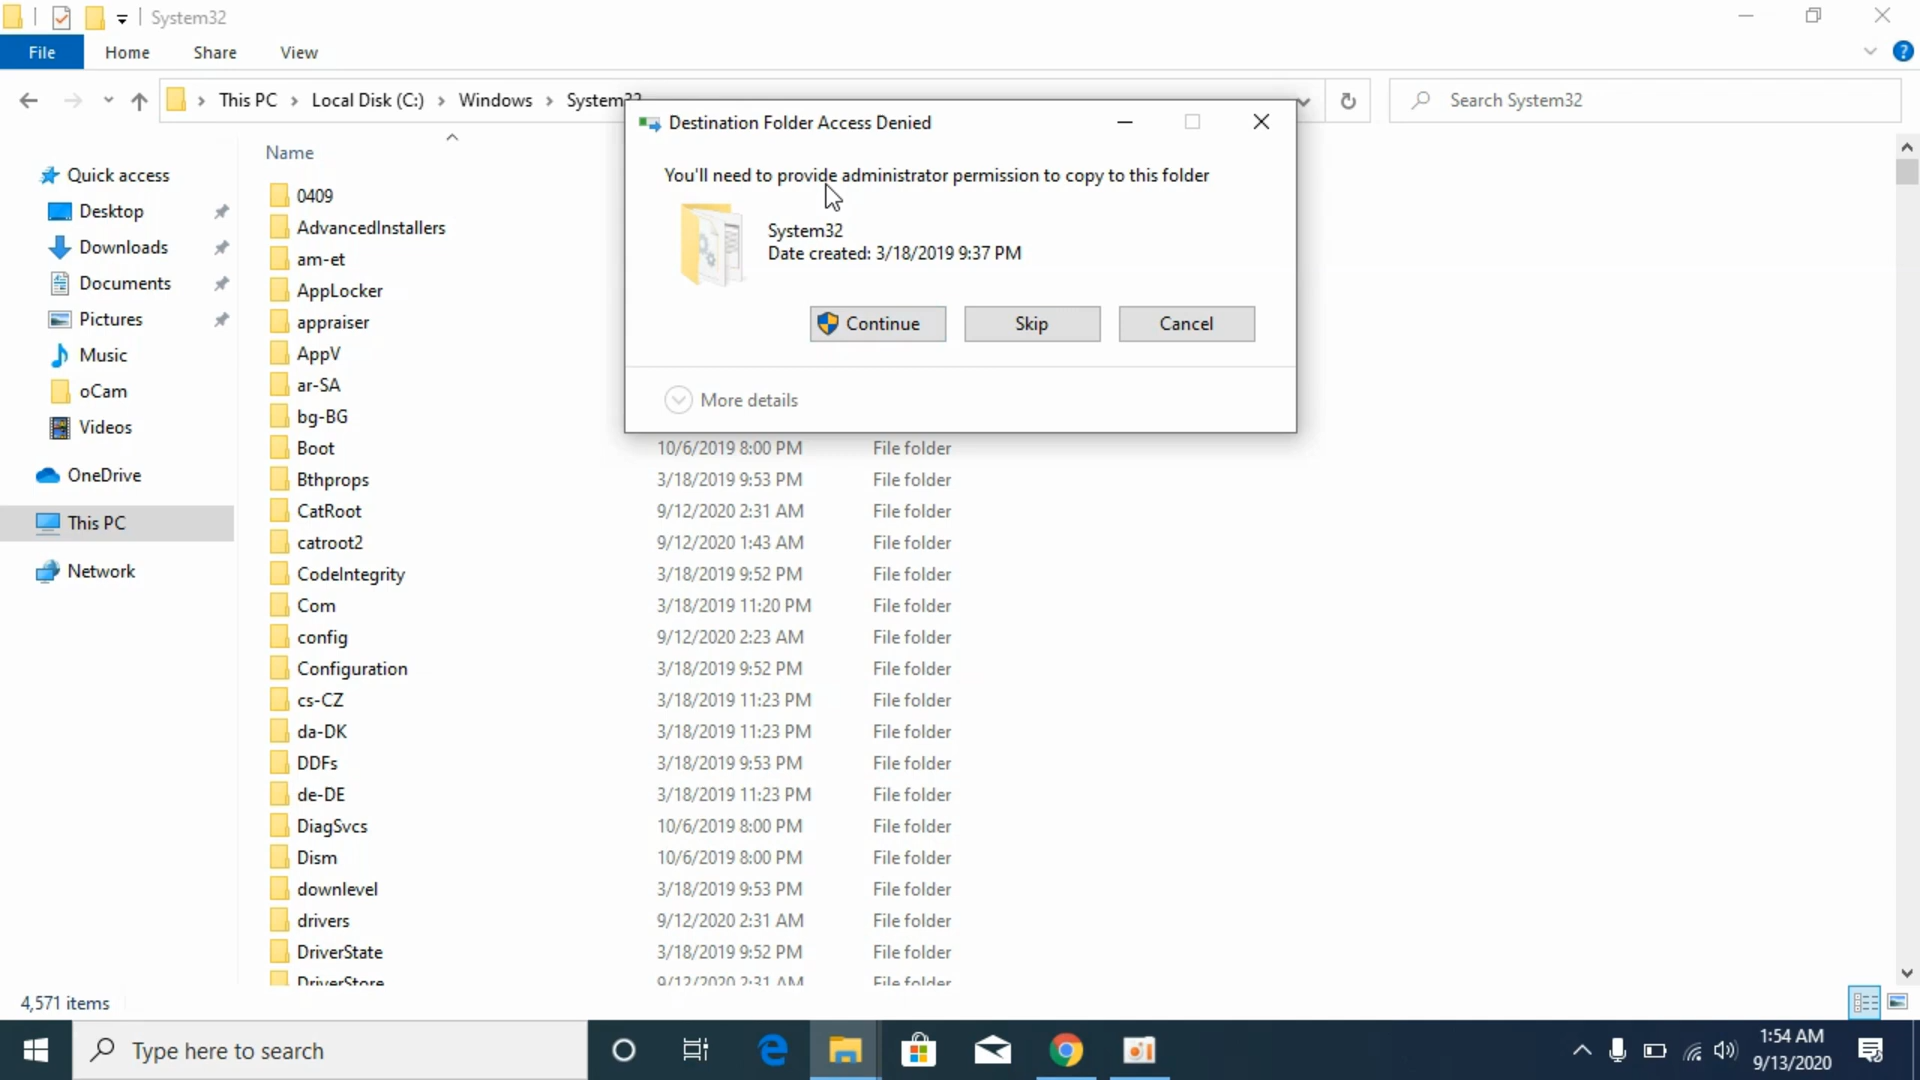 System32
File
Home
Share
View
This PC
Local Disk (C:)
Windows
System32
Search System32
Destination Folder Access Denied
You'll need to provide administrator permission to copy to this folder
System32
Date created: 3/18/2019 9:37 PM
Continue
Skip
Cancel
More details
Quick access
Desktop
Downloads
Documents
Pictures
Music
oCam
Videos
OneDrive
This PC
Network
Name
0409
AdvancedInstallers
am-et
AppLocker
appraiser
AppV
ar-SA
bg-BG
Boot 10/6/2019 8:00 PM File folder
Bthprops 3/18/2019 9:53 PM File folder
CatRoot 9/12/2020 2:31 AM File folder
catroot2 9/12/2020 1:43 AM File folder
CodeIntegrity 3/18/2019 9:52 PM File folder
Com 3/18/2019 11:20 PM File folder
config 9/12/2020 2:23 AM File folder
Configuration 3/18/2019 9:52 PM File folder
cs-CZ 3/18/2019 11:23 PM File folder
da-DK 3/18/2019 11:23 PM File folder
DDFs 3/18/2019 9:53 PM File folder
de-DE 3/18/2019 11:23 PM File folder
DiagSvcs 10/6/2019 8:00 PM File folder
Dism 10/6/2019 8:00 PM File folder
downlevel 3/18/2019 9:53 PM File folder
drivers 9/12/2020 2:31 AM File folder
DriverState 3/18/2019 9:52 PM File folder
DriverStore 9/12/2020 2:31 AM File folder
4,571 items
Type here to search
1:54 AM
9/13/2020